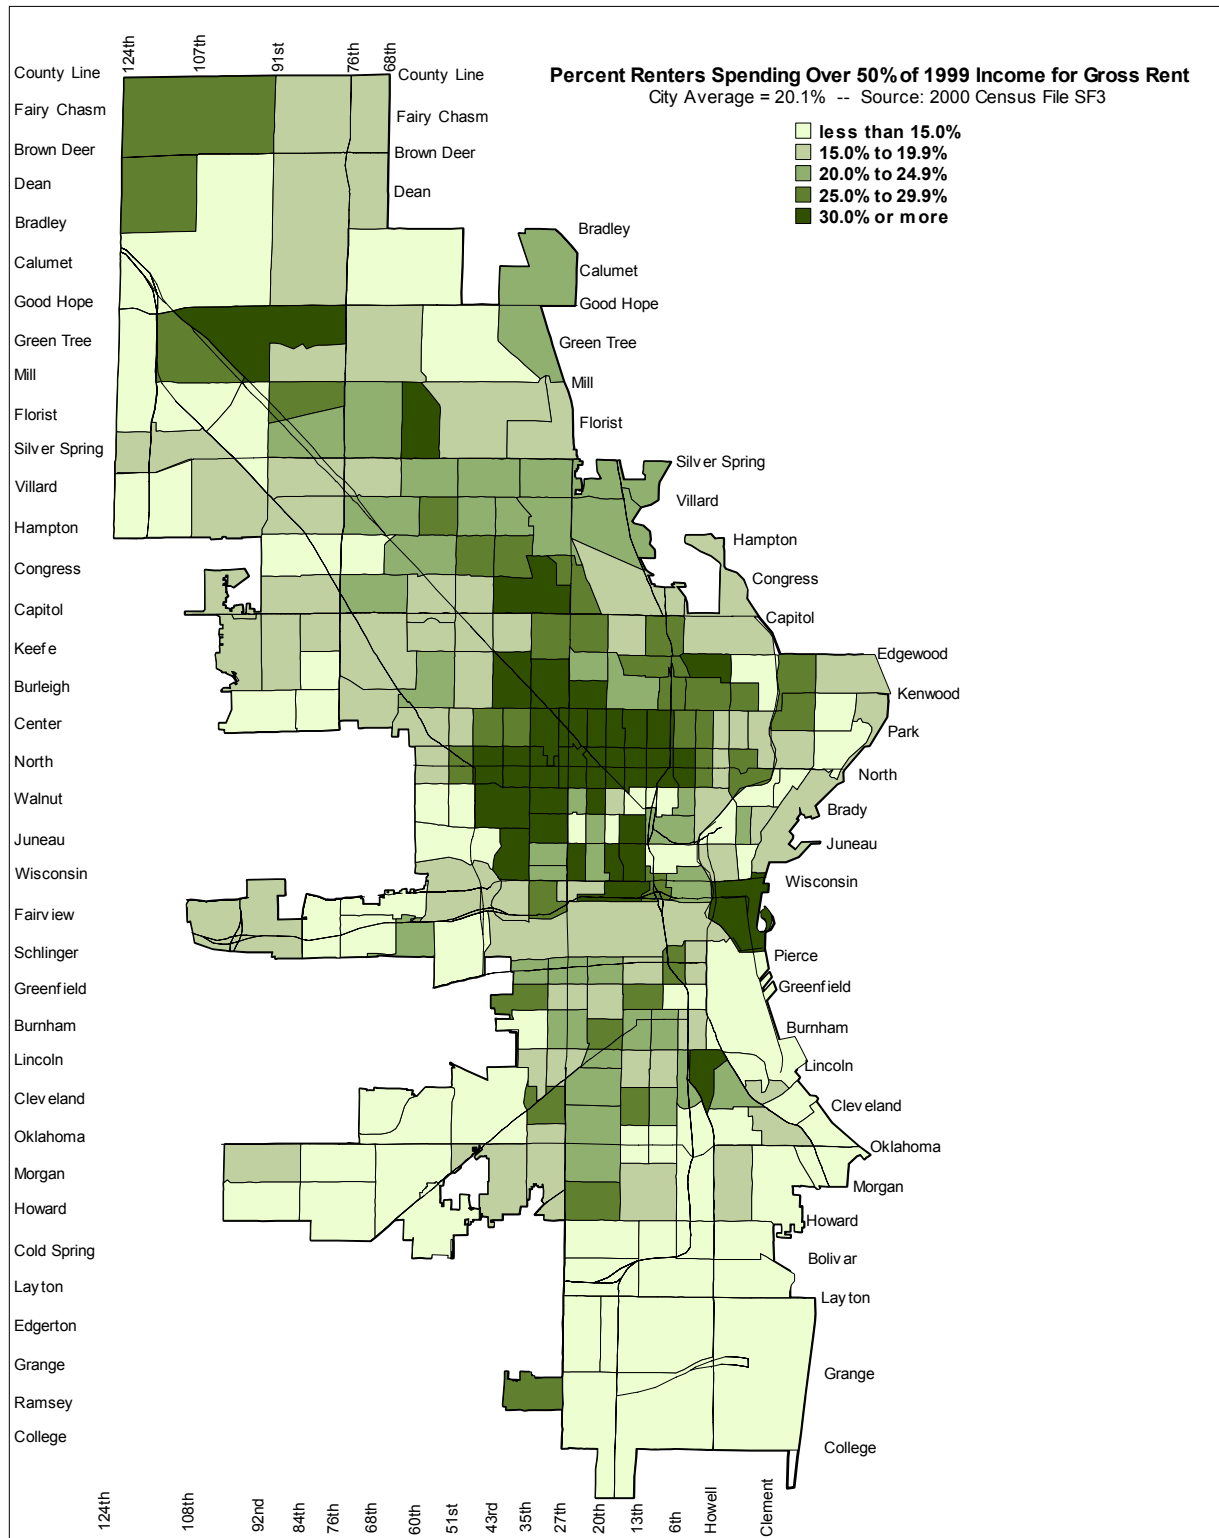 124th
107th
91st
76th
68th
Percent Renters Spending Over 50% of 1999 Income for Gross Rent
City Average = 20.1% -- Source: 2000 Census File SF3
less than 15.0%
15.0% to 19.9%
20.0% to 24.9%
25.0% to 29.9%
30.0% or more
County Line
Fairy Chasm
Brown Deer
Dean
Bradley
Calumet
Good Hope
Green Tree
Mill
Florist
Silver Spring
Villard
Hampton
Congress
Capitol
Keefe
Burleigh
Center
North
Walnut
Juneau
Wisconsin
Fairview
Schlinger
Greenfield
Burnham
Lincoln
Cleveland
Oklahoma
Morgan
Howard
Cold Spring
Layton
Edgerton
Grange
Ramsey
College
County Line
Fairy Chasm
Brown Deer
Dean
Bradley
Calumet
Good Hope
Green Tree
Mill
Florist
Silver Spring
Villard
Hampton
Congress
Capitol
Edgewood
Kenwood
Park
North
Brady
Juneau
Wisconsin
Pierce
Greenfield
Burnham
Lincoln
Cleveland
Oklahoma
Morgan
Howard
Bolivar
Layton
Grange
College
124th
108th
92nd
84th
76th
68th
60th
51st
43rd
35th
27th
20th
13th
6th
Howell
Clement